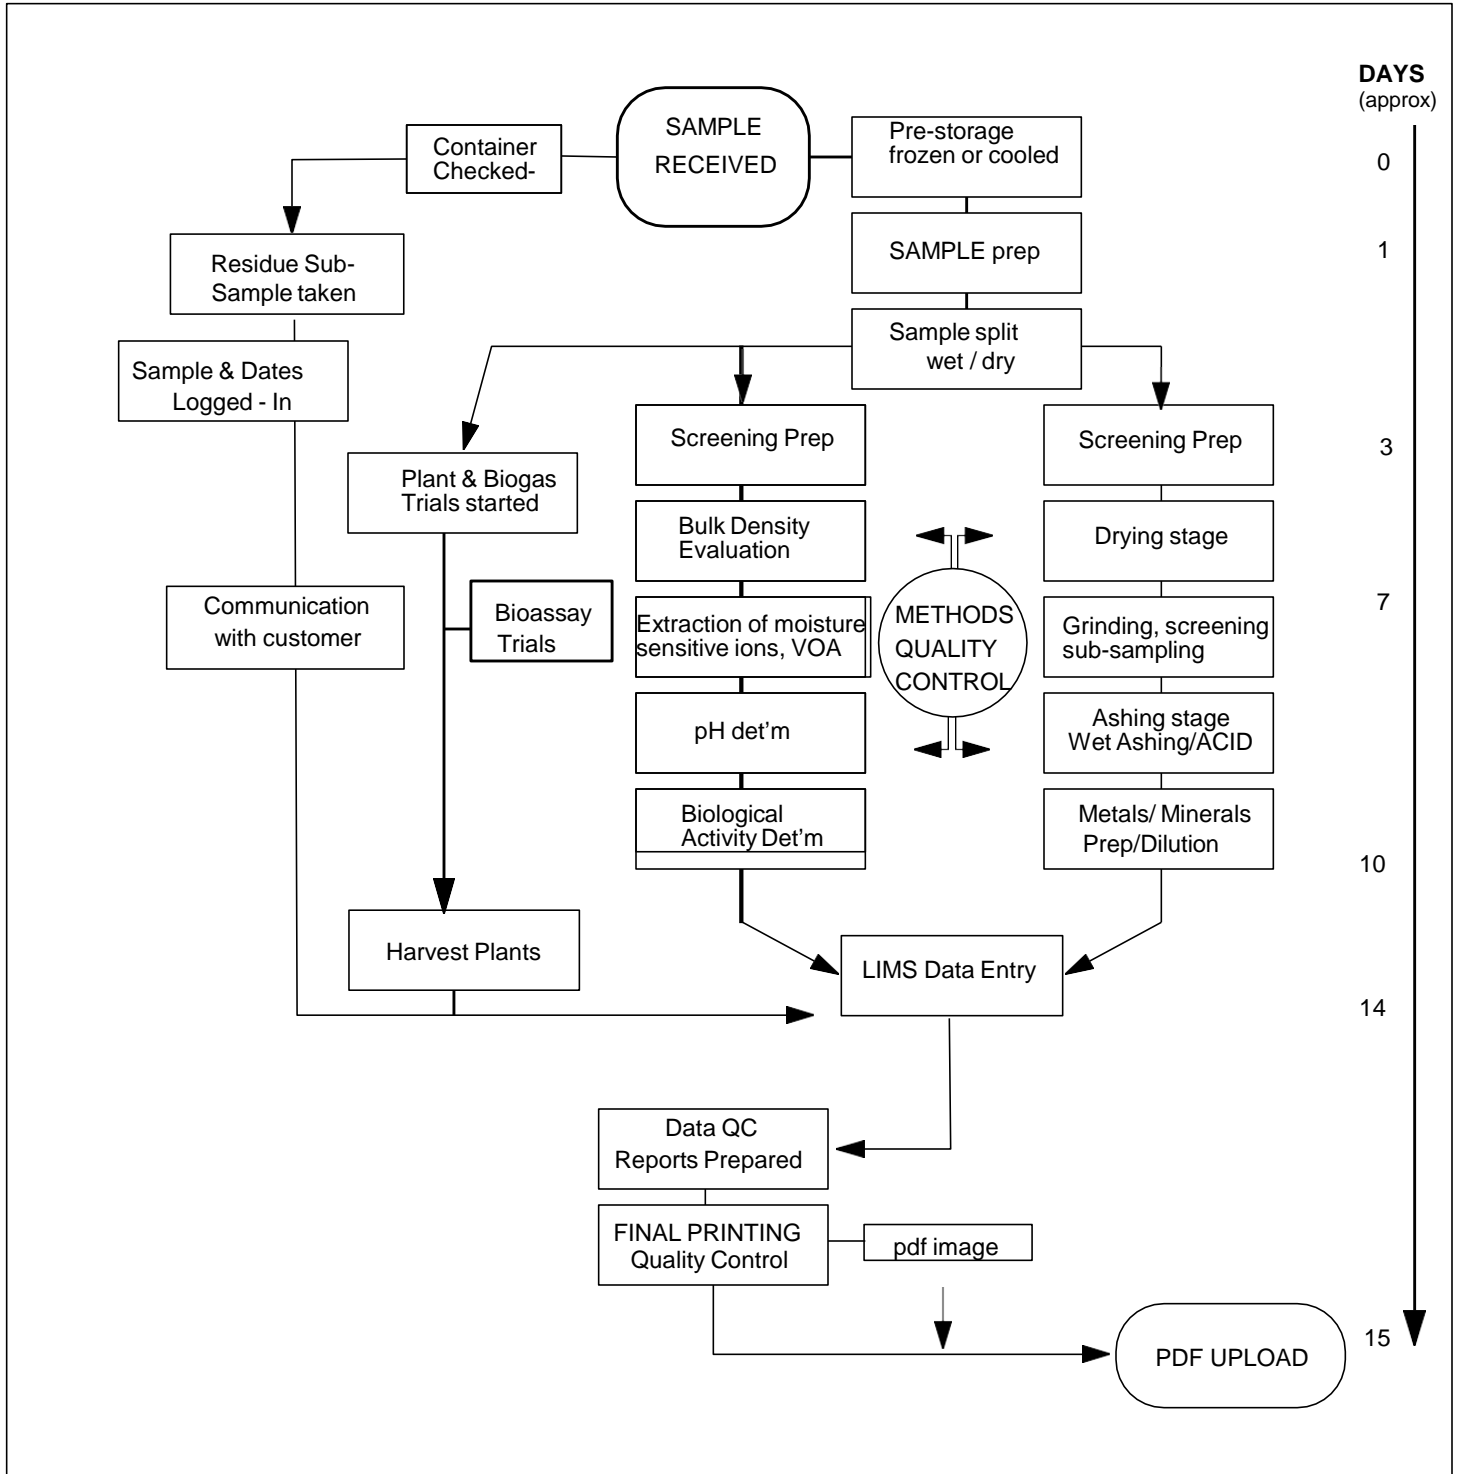 DAYS
(approx)
SAMPLE
RECEIVED
Container
Checked-
Pre-storage
frozen or cooled
0
Residue Sub-
Sample taken
SAMPLE prep
1
Sample & Dates
Logged - In
Sample split
wet / dry
Plant & Biogas
Trials started
Screening Prep
Screening Prep
3
Bulk Density
Evaluation
Drying stage
Communication
with customer
Bioassay
Trials
Extraction of moisture
sensitive ions, VOA
METHODS
QUALITY
CONTROL
Grinding, screening
sub-sampling
7
pH det'm
Ashing stage
Wet Ashing/ACID
Biological
Activity Det'm
Metals/ Minerals
Prep/Dilution
10
Harvest Plants
LIMS Data Entry
14
Data QC
Reports Prepared
FINAL PRINTING
Quality Control
pdf image
PDF UPLOAD
15